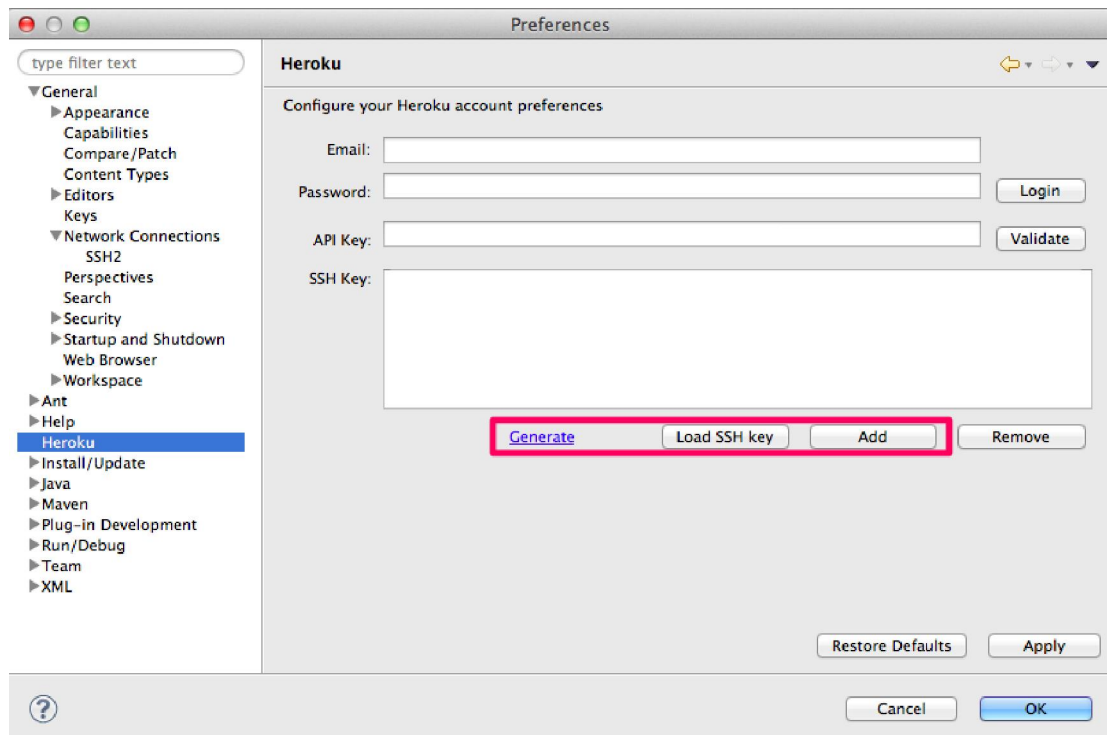 Preferences
type filter text
General
Appearance
Capabilities
Compare/Patch
Content Types
Editors
Keys
Network Connections
SSH2
Perspectives
Search
Security
Startup and Shutdown
Web Browser
Workspace
Ant
Help
Heroku
Install/Update
Java
Maven
Plug-in Development
Run/Debug
Team
XML
Heroku
Configure your Heroku account preferences
Email:
Password:
Login
API Key:
Validate
SSH Key:
Generate Load SSH key Add Remove
Restore Defaults Apply
?
Cancel OK